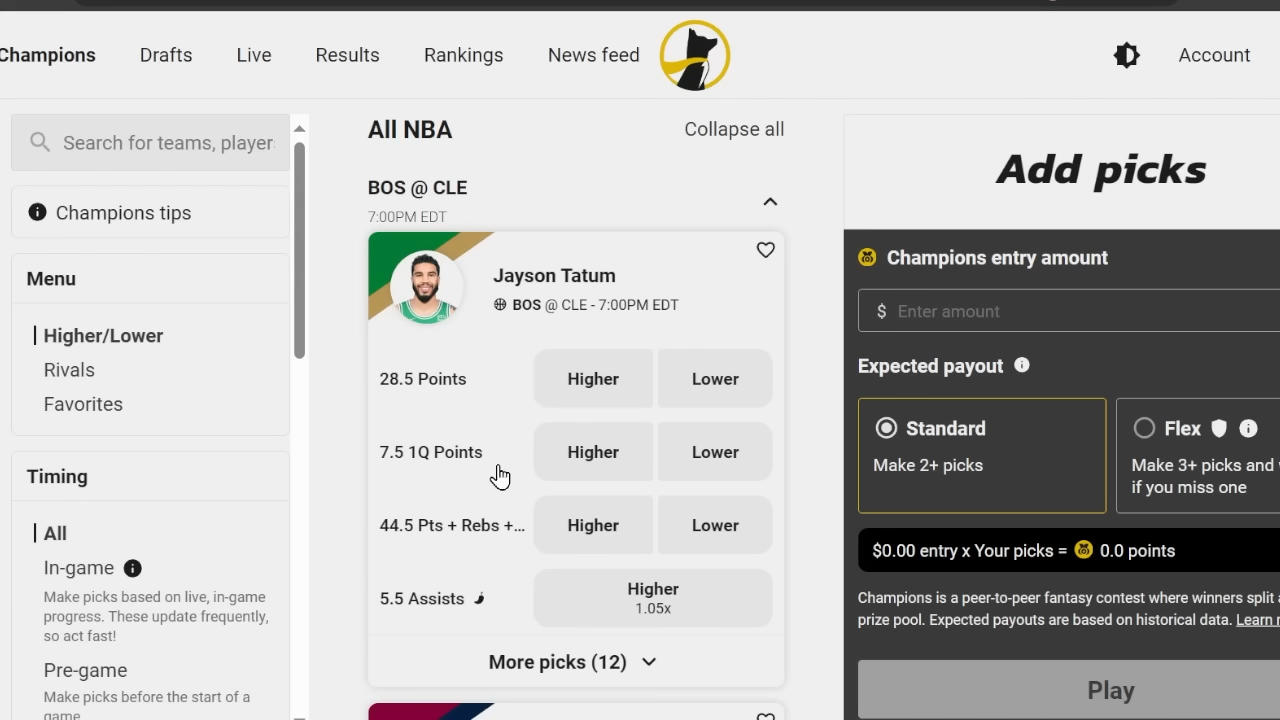 Champions
Drafts
Live
Results
Rankings
News feed
Account
Search for teams, player
Champions tips
Menu
Higher/Lower
Rivals
Favorites
Timing
All
In-game
Make picks based on live, in-game
progress. These update frequently,
so act fast!
Pre-game
Make picks before the start of a
game
All NBA
Collapse all
BOS @ CLE
7:00PM EDT
Jayson Tatum
BOS @ CLE - 7:00PM EDT
28.5 Points
Higher
Lower
7.5 1Q Points
Higher
Lower
44.5 Pts + Rebs +...
Higher
Lower
5.5 Assists
Higher
1.05x
More picks (12)
Add picks
Champions entry amount
$ Enter amount
Expected payout
Standard
Make 2+ picks
Flex
Make 3+ picks and
if you miss one
$0.00 entry x Your picks = 0.0 points
Champions is a peer-to-peer fantasy contest where winners split
prize pool. Expected payouts are based on historical data. Learn
Play